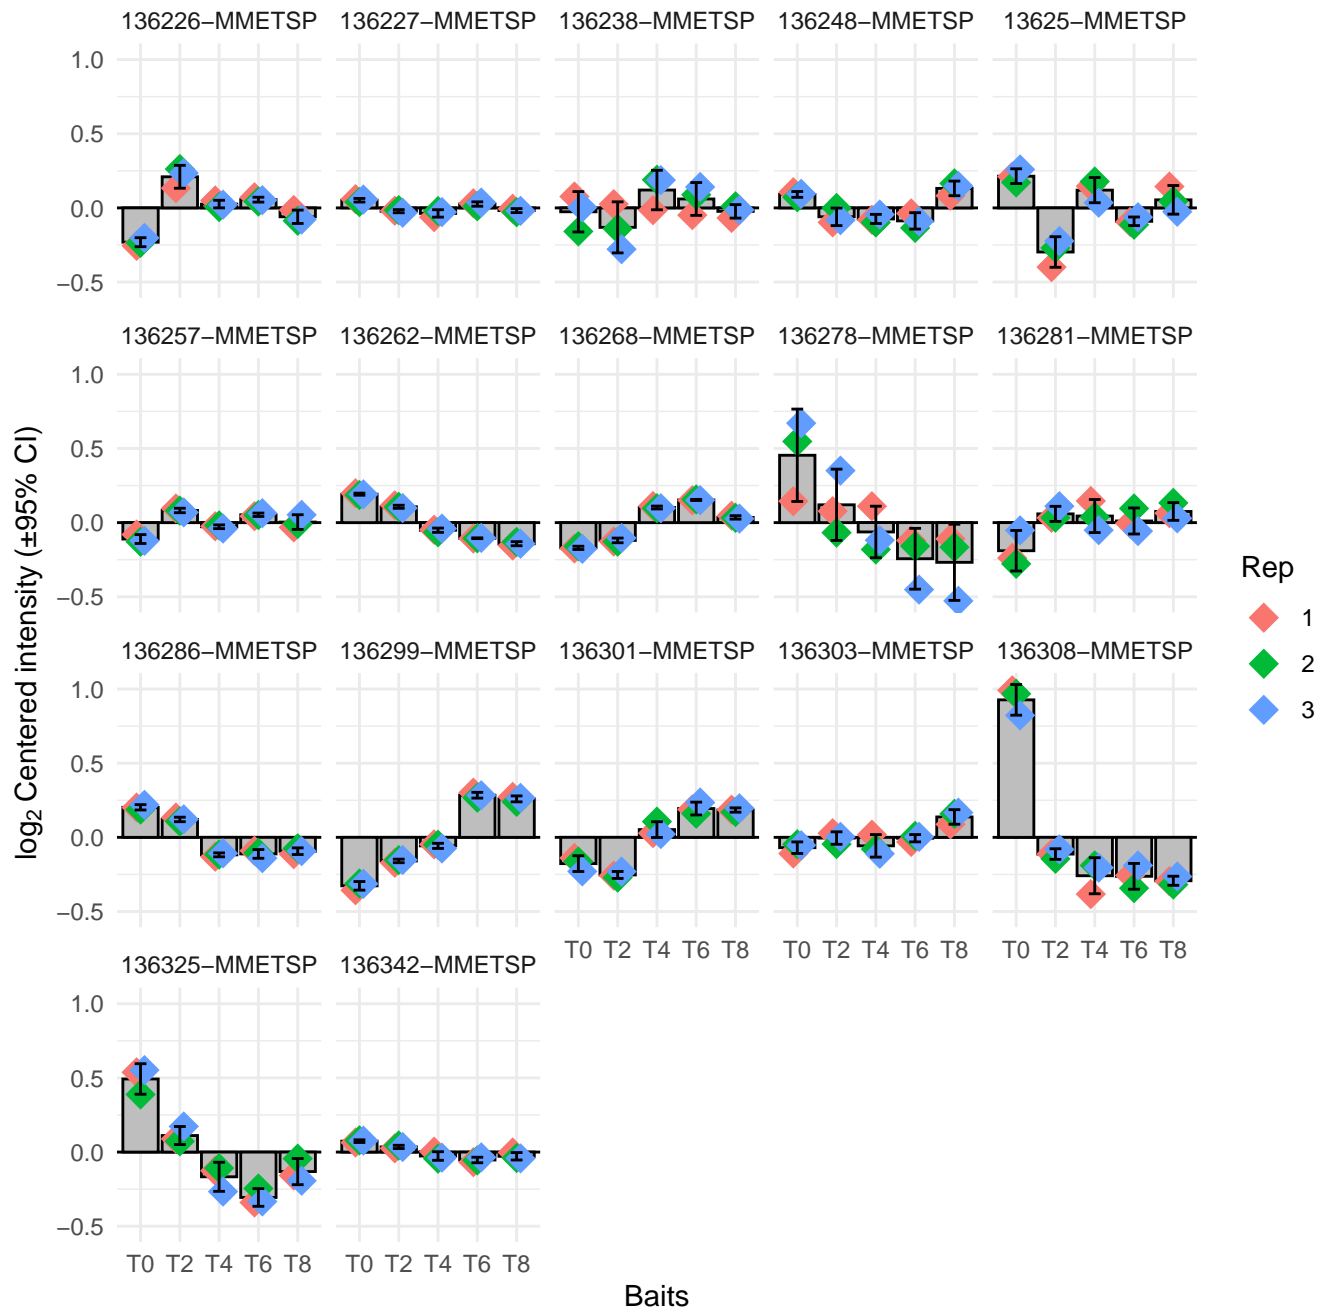 136226−MMETSP 136227−MMETSP 136238−MMETSP 136248−MMETSP 13625−MMETSP
1.0
0.5
0.0
−0.5
136257−MMETSP 136262−MMETSP 136268−MMETSP 136278−MMETSP 136281−MMETSP
1.0
0.5
0.0
−0.5
136286−MMETSP 136299−MMETSP 136301−MMETSP 136303−MMETSP 136308−MMETSP
1.0
0.5
0.0
−0.5
T0 T2 T4 T6 T8 T0 T2 T4 T6 T8 T0 T2 T4 T6 T8
136325−MMETSP 136342−MMETSP
1.0
0.5
0.0
−0.5
T0 T2 T4 T6 T8 T0 T2 T4 T6 T8
Baits
log2 Centered intensity (±95% CI)
Rep
1
2
3